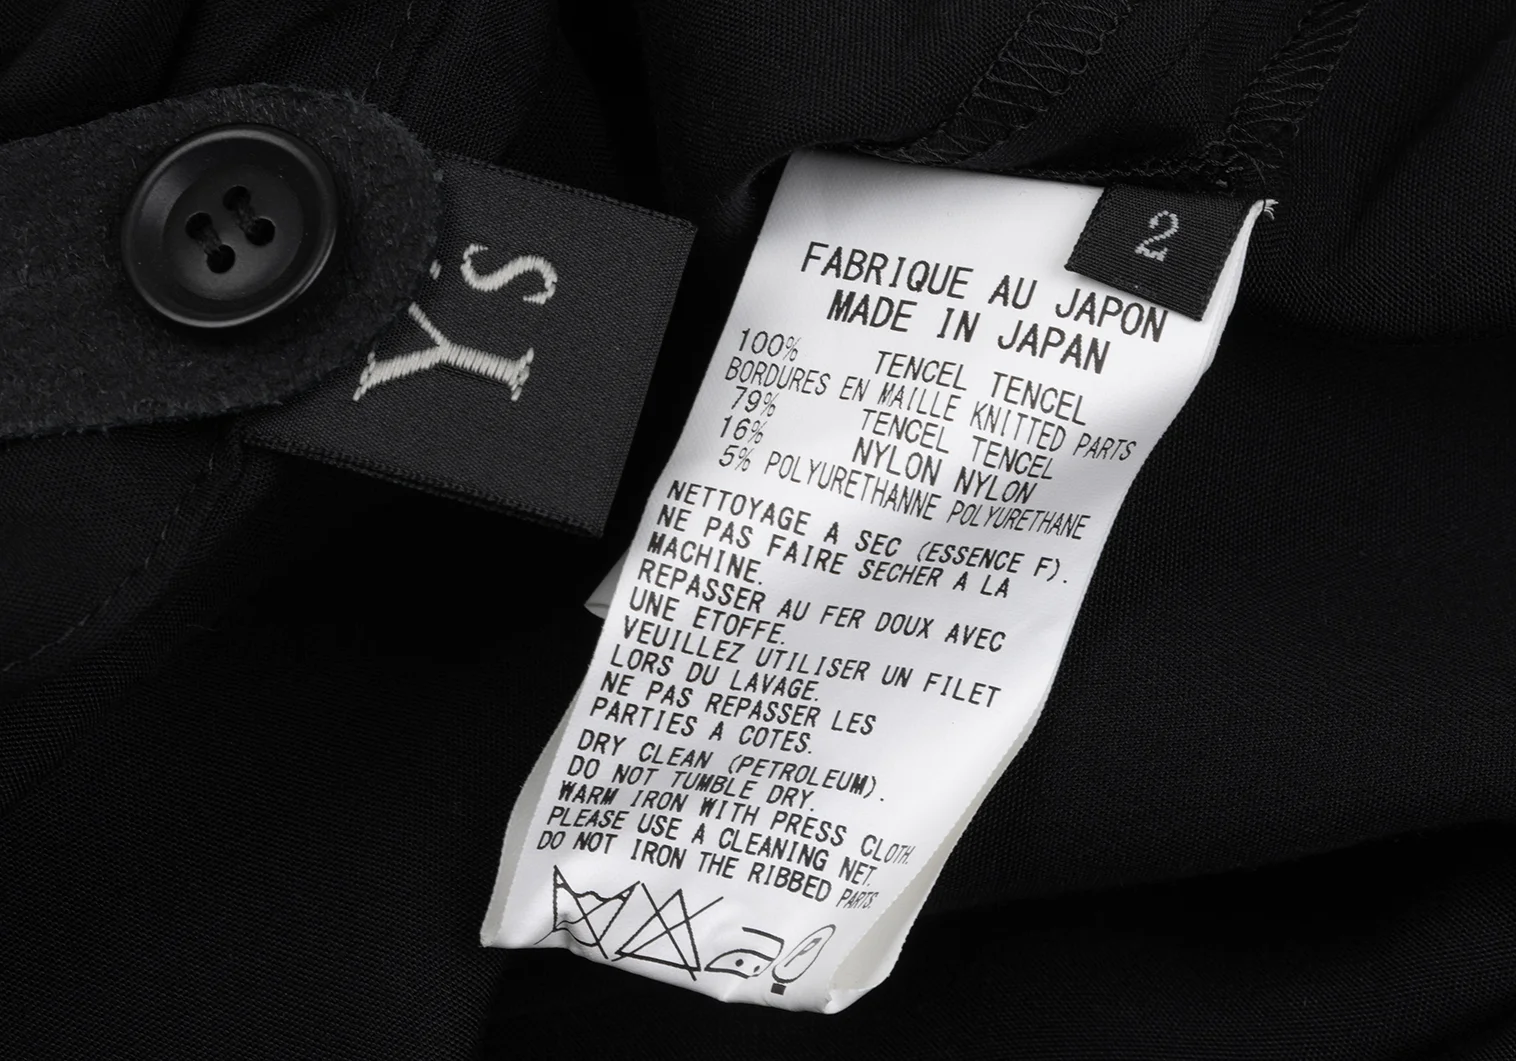 Y's
2
FABRIQUE AU JAPON
MADE IN JAPAN
100% TENCEL TENCEL
BORDURES EN MAILLE KNITTED PARTS
79% TENCEL TENCEL
16% NYLON NYLON
5% POLYURETHANNE POLYURETHANE
NETTOYAGE A SEC (ESSENCE F).
NE PAS FAIRE SECHER A LA
MACHINE.
REPASSER AU FER DOUX AVEC
UNE ETOFFE.
VEUILLEZ UTILISER UN FILET
LORS DU LAVAGE.
NE PAS REPASSER LES
PARTIES A COTES.
DRY CLEAN (PETROLEUM).
DO NOT TUMBLE DRY.
WARM IRON WITH PRESS CLOTH.
PLEASE USE A CLEANING NET.
DO NOT IRON THE RIBBED PARTS.
P